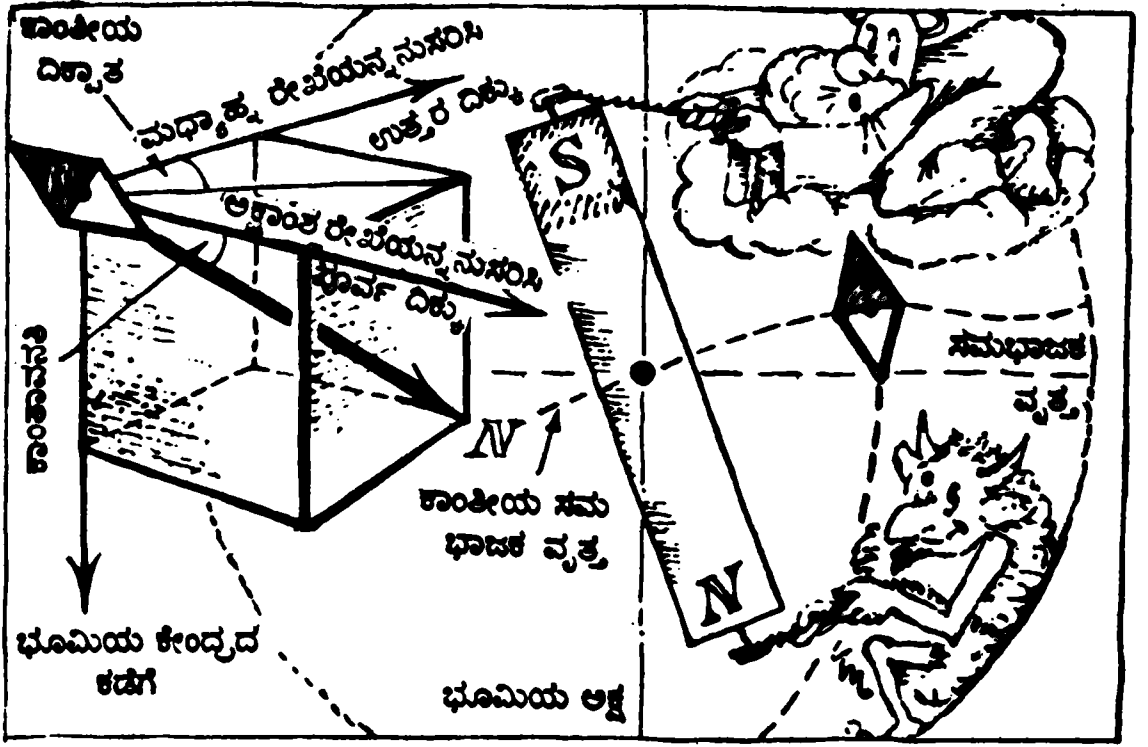 ಕಾಂತೀಯ
ದಿಕ್ಪಾತ
ಮಧ್ಯಾಹ್ನ ರೇಖೆಯನ್ನನುಸರಿಸಿ
ಉತ್ತರ ದಿಕ್ಕು
ಅಕ್ಷಾಂಶ ರೇಖೆಯನ್ನನುಸರಿಸಿ
ಪೂರ್ವ ದಿಕ್ಕು
S
ಸಮಭಾಜಕ
ವೃತ್ತ
N
ಕಾಂತೀಯ ಸಮ
ಭಾಜಕ ವೃತ್ತ
N
ಭೂಮಿಯ ಕೇಂದ್ರದ
ಕಡೆಗೆ
ಭೂಮಿಯ ಅಕ್ಷ